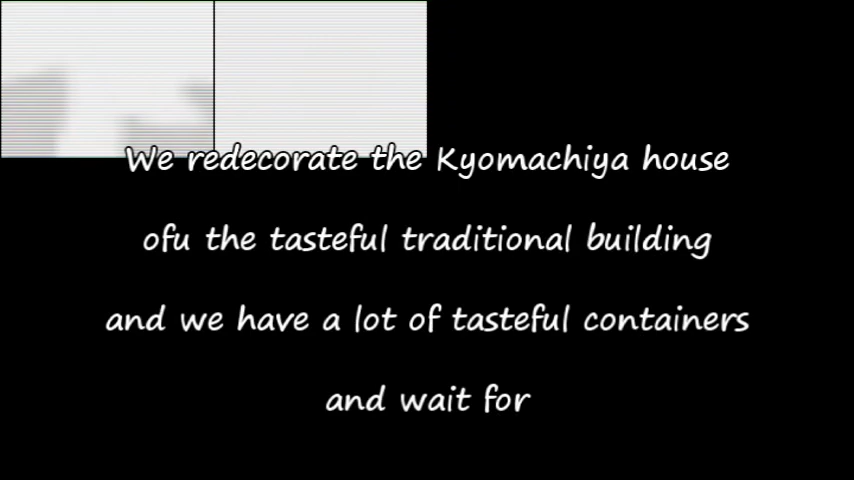 We redecorate the Kyomachiya house
ofu the tasteful traditional building
and we have a lot of tasteful containers
and wait for